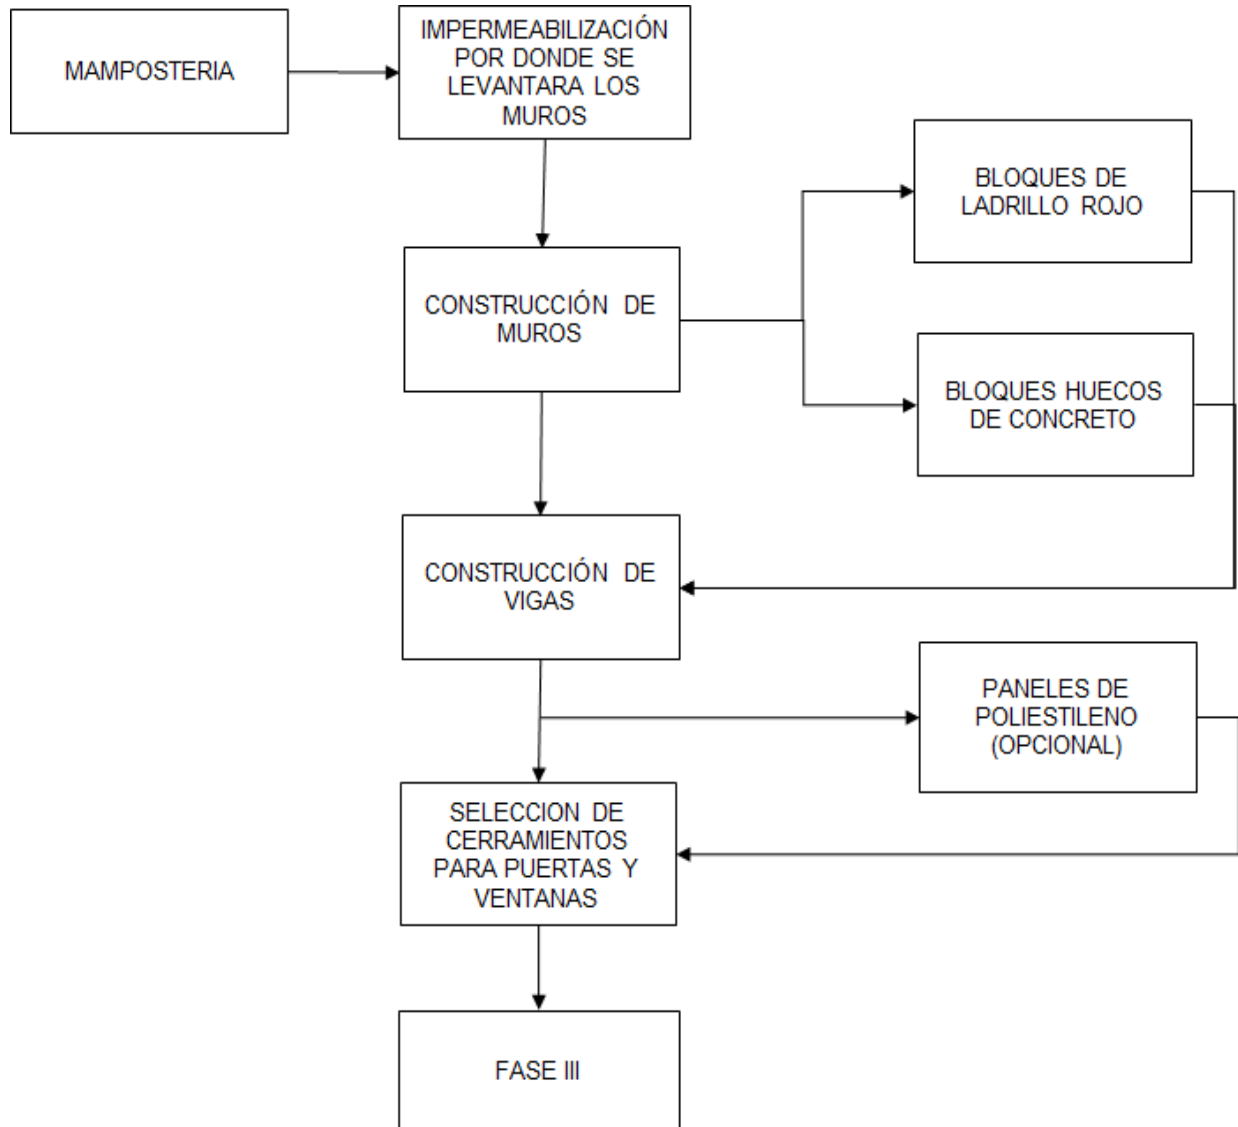 MAMPOSTERIA
IMPERMEABILIZACIÓN
POR DONDE SE
LEVANTARA LOS
MUROS
BLOQUES DE
LADRILLO ROJO
CONSTRUCCIÓN DE
MUROS
BLOQUES HUECOS
DE CONCRETO
CONSTRUCCIÓN DE
VIGAS
PANELES DE
POLIESTILENO
(OPCIONAL)
SELECCION DE
CERRAMIENTOS
PARA PUERTAS Y
VENTANAS
FASE III